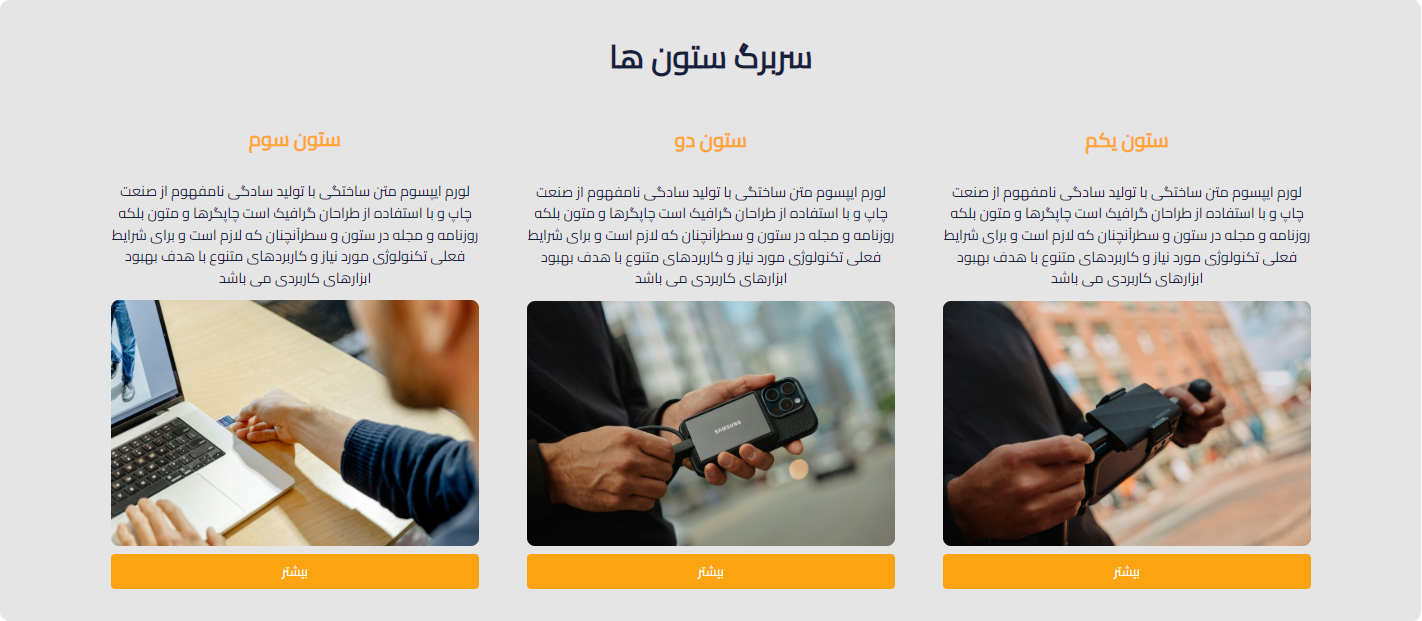 سربرگ ستون ها
ستون یکم
لورم ایپسوم متن ساختگی با تولید سادگی نامفهوم از صنعت
چاپ و با استفاده از طراحان گرافیک است چاپگرها و متون بلکه
روزنامه و مجله در ستون و سطرآنچنان که لازم است و برای شرایط
فعلی تکنولوژی مورد نیاز و کاربردهای متنوع با هدف بهبود
ابزارهای کاربردی می باشد
بیشتر
ستون دو
لورم ایپسوم متن ساختگی با تولید سادگی نامفهوم از صنعت
چاپ و با استفاده از طراحان گرافیک است چاپگرها و متون بلکه
روزنامه و مجله در ستون و سطرآنچنان که لازم است و برای شرایط
فعلی تکنولوژی مورد نیاز و کاربردهای متنوع با هدف بهبود
ابزارهای کاربردی می باشد
SAMSUNG
بیشتر
ستون سوم
لورم ایپسوم متن ساختگی با تولید سادگی نامفهوم از صنعت
چاپ و با استفاده از طراحان گرافیک است چاپگرها و متون بلکه
روزنامه و مجله در ستون و سطرآنچنان که لازم است و برای شرایط
فعلی تکنولوژی مورد نیاز و کاربردهای متنوع با هدف بهبود
ابزارهای کاربردی می باشد
بیشتر